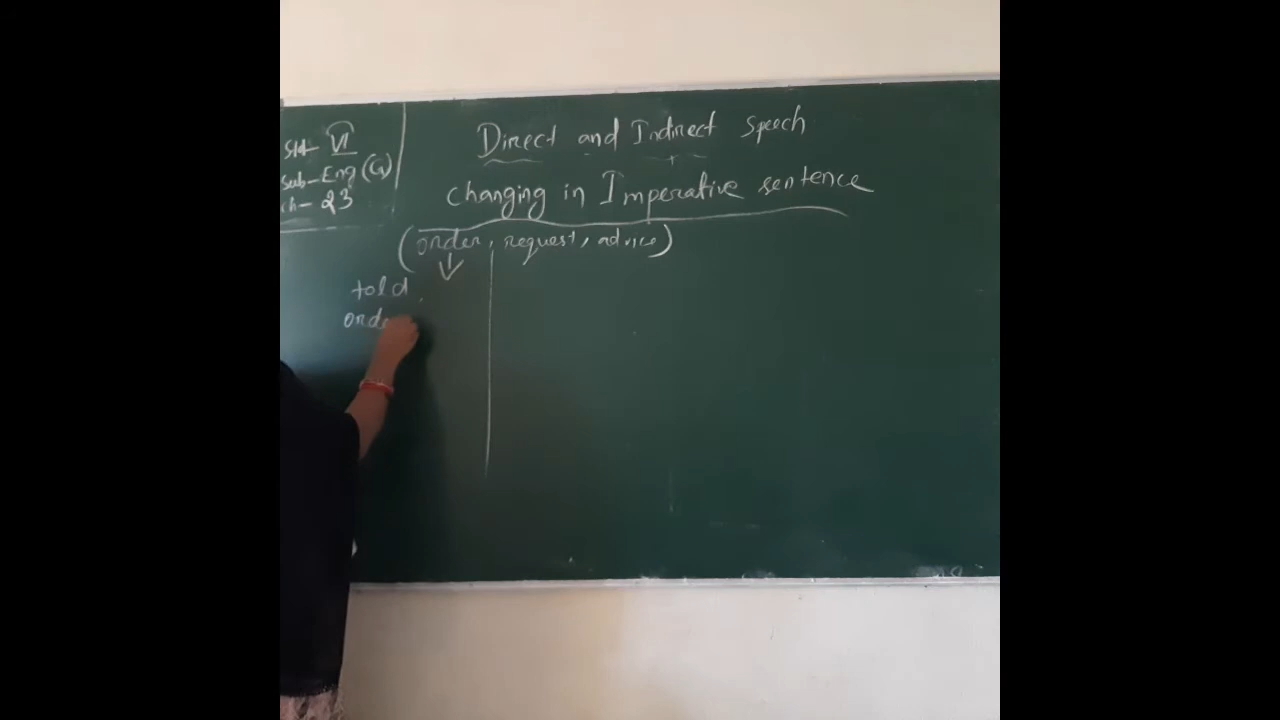 Std- VI
Sub-Eng (G)
ch- 23
Direct and Indirect Speech
changing in Imperative sentence
(order, request, advice)
told,
orde